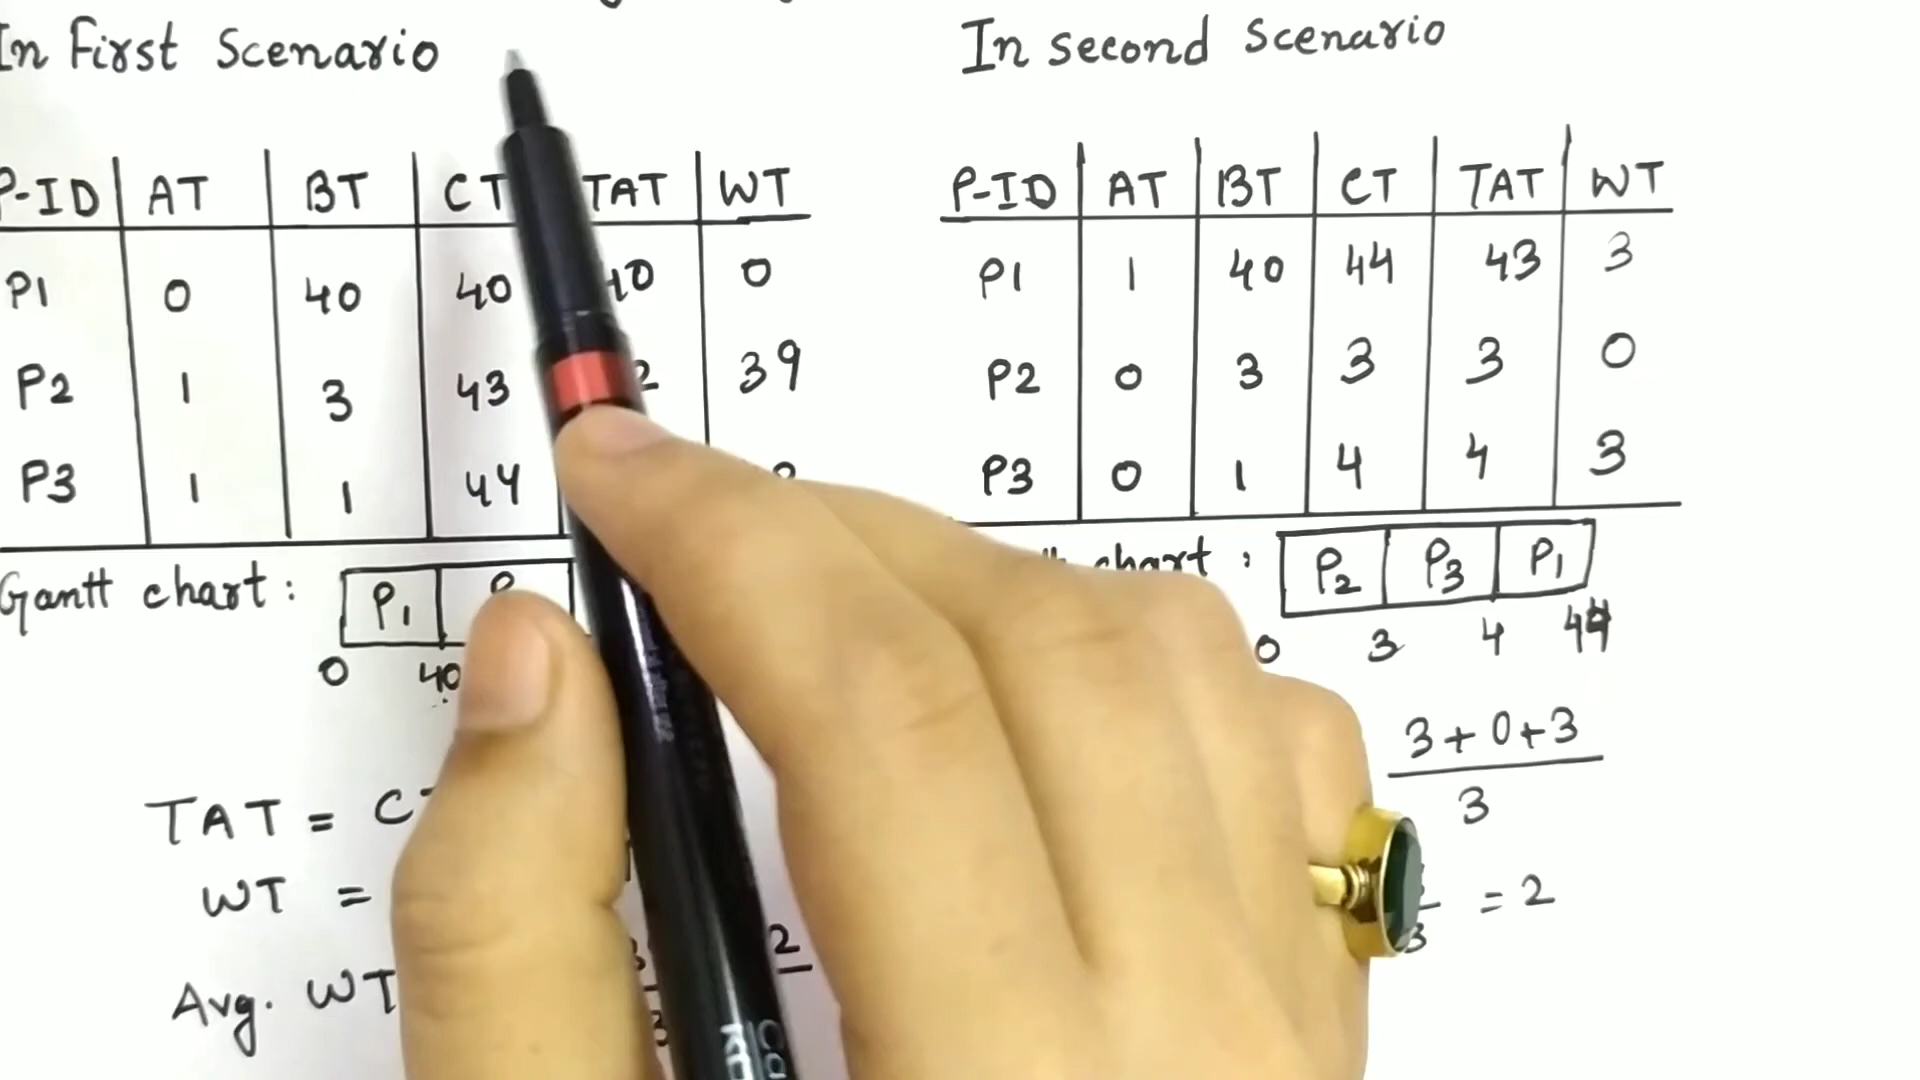 In First Scenario
P-ID AT BT CT TAT WT
P1 0 40 40 40 0
P2 1 3 43 39
P3 1 1 44
Gantt chart : P1
0 40
TAT =
WT =
Avg. WT
2
In second Scenario
P-ID AT BT CT TAT WT
P1 1 40 44 43 3
P2 0 3 3 3 0
P3 0 1 4 4 3
chart : P2 P3 P1
0 3 4 44
3+0+3
3
3 = 2